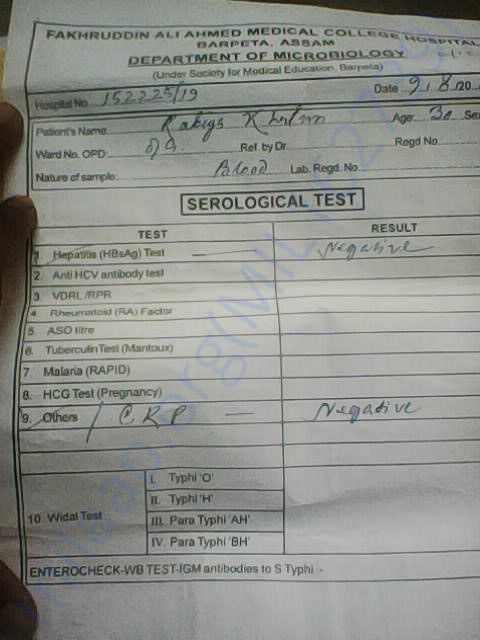 FAKHRUDDIN ALI AHMED MEDICAL COLLEGE HOSPITAL
BARPETA, ASSAM
DEPARTMENT OF MICROBIOLOGY
(Under Society for Medical Education, Barpeta)
Hospital No. 152225/19 Date 9/8/20
Patient's Name Age 30 Sex
Ward No. OPD: Ref. by Dr. Regd No
Nature of sample: Blood Lab. Regd. No.
SEROLOGICAL TEST
TEST RESULT
1. Hepatitis (HBsAg) Test — Negative
2. Anti HCV antibody test
3. VDRL /RPR
4. Rheumatoid (RA) Factor
5. ASO titre
6. Tuberculin Test (Mantoux)
7. Malaria (RAPID)
8. HCG Test (Pregnancy)
9. Others / CRP — Negative
10. Widal Test
I. Typhi 'O'
II. Typhi 'H'
III. Para Typhi 'AH'
IV. Para Typhi 'BH'
ENTEROCHECK-WB TEST-IGM antibodies to S Typhi -